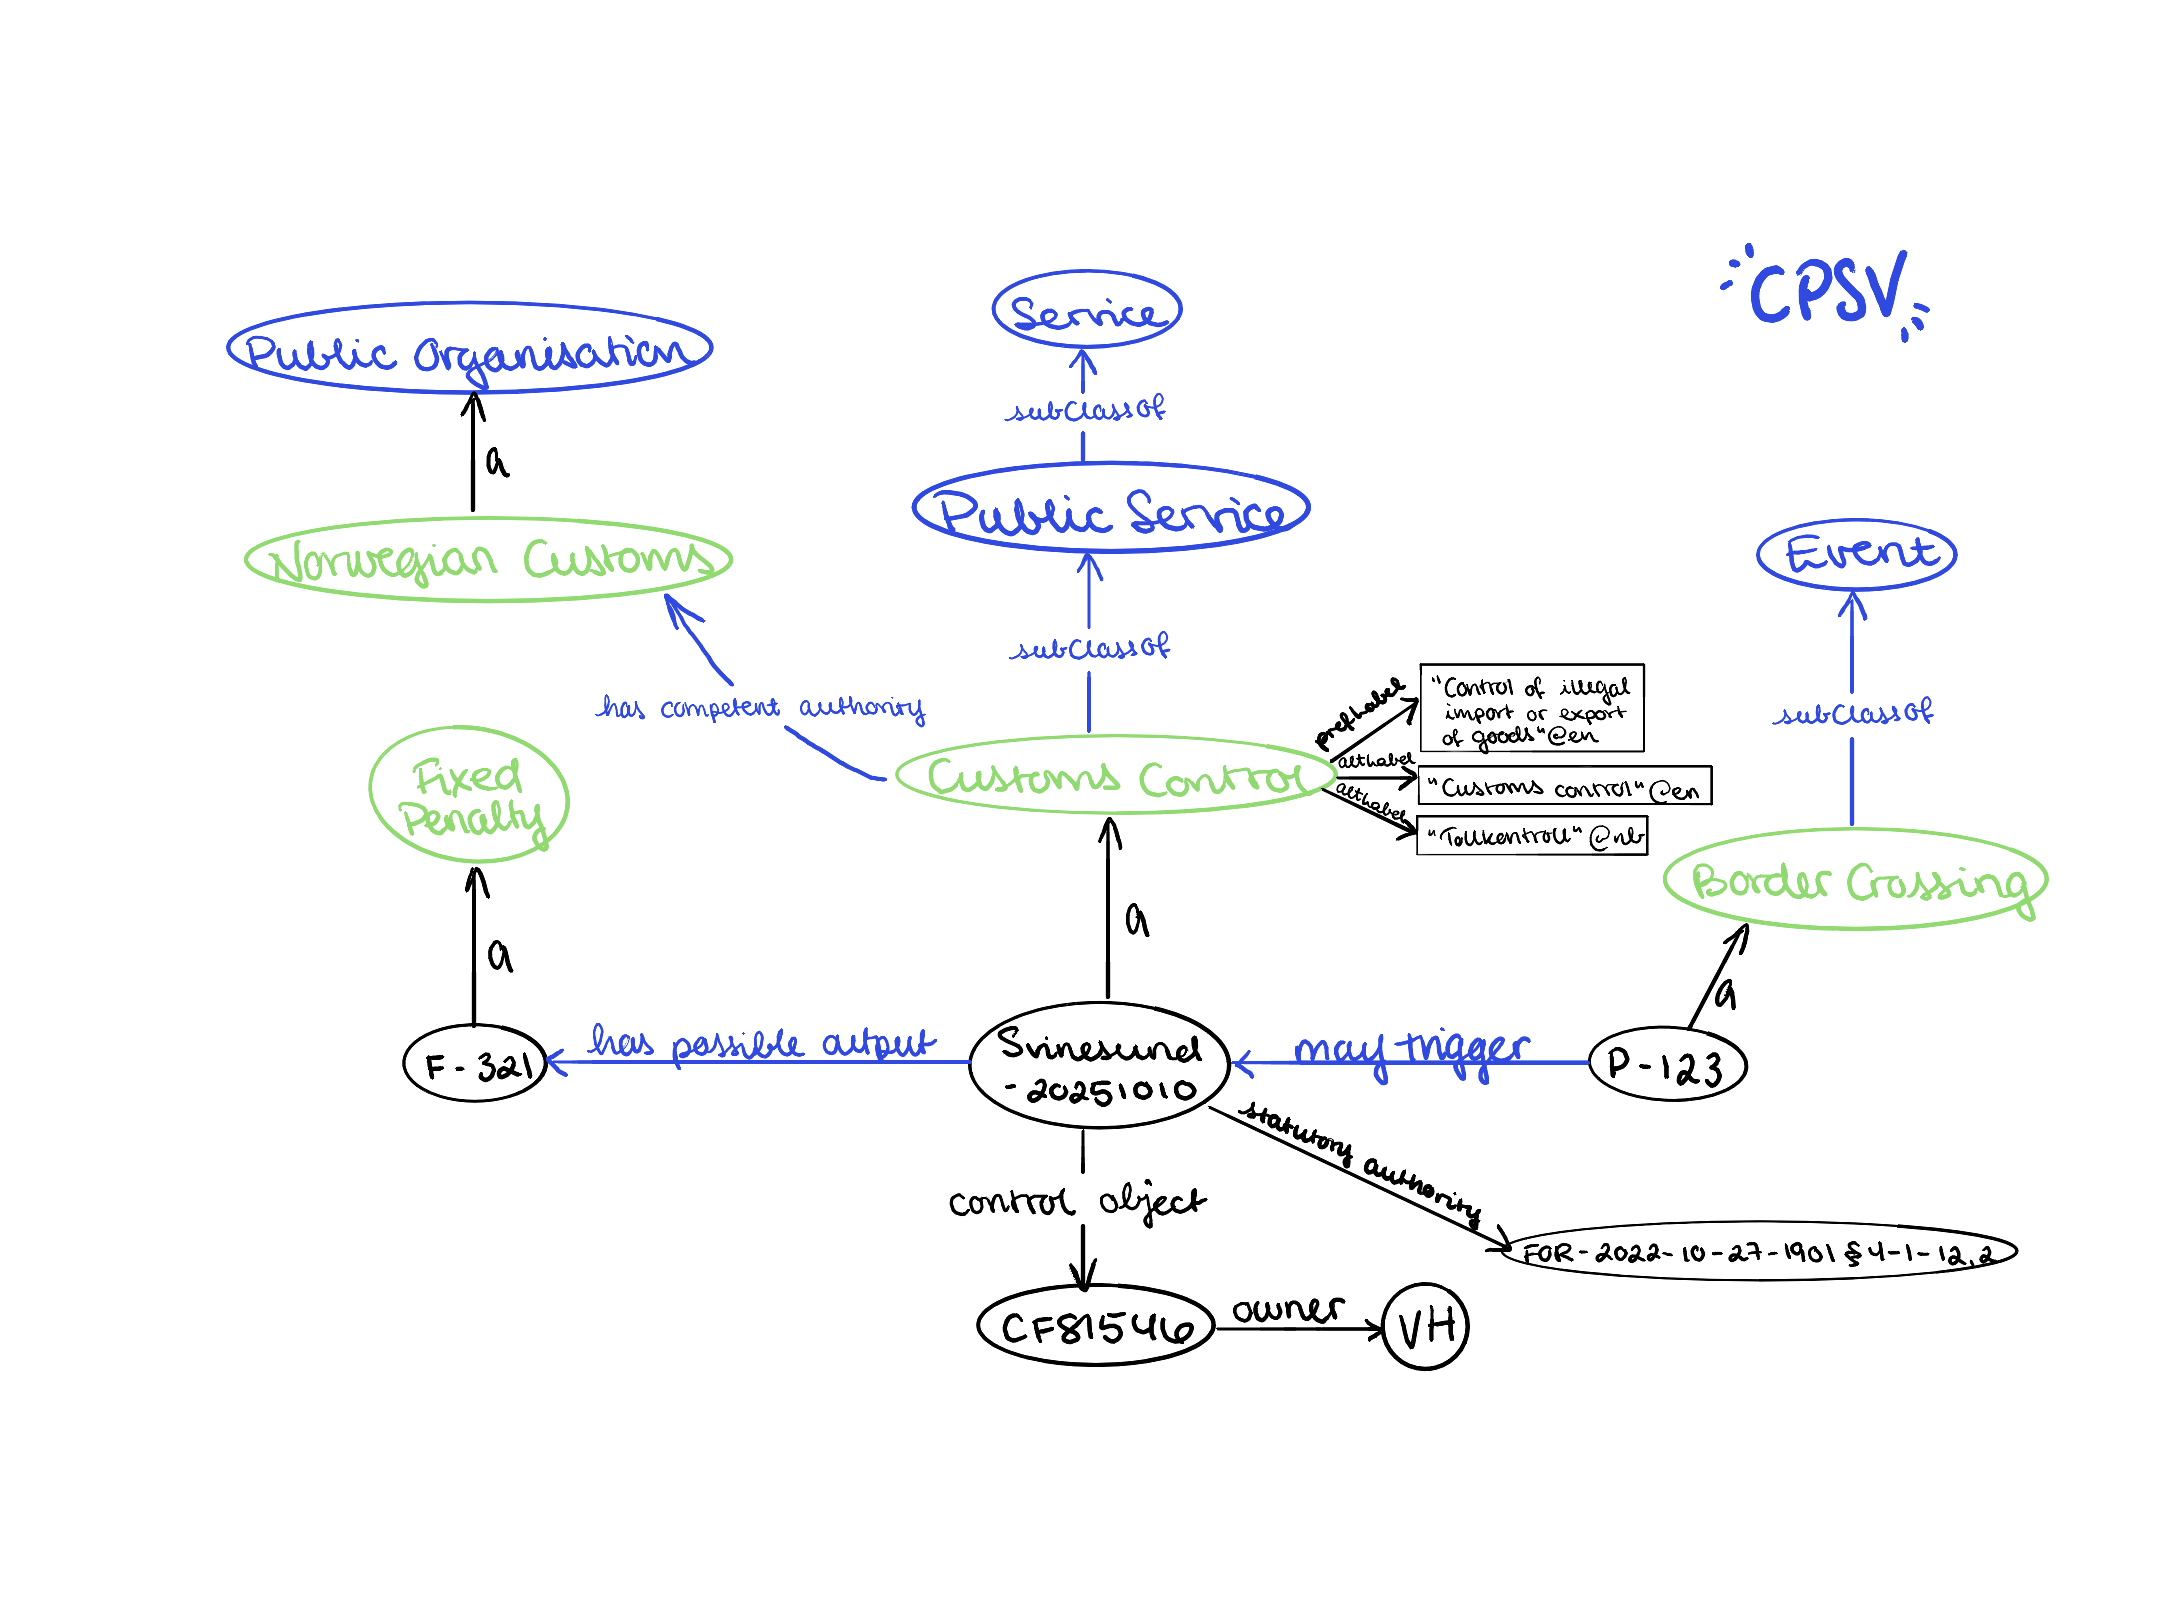 CPSV
Service
Public Organisation
subClassOf
a
Public Service
Norwegian Customs
Event
subClassOf
has competent authority
prefLabel
"Control of illegal
import or export
of goods"@en
subClassOf
Fixed
Penalty
Customs Control
altLabel
"Customs control"@en
altLabel
"Tollkontroll"@nb
Border Crossing
a
a
a
F-321
has possible output
Svinesund
-20251010
may trigger
P-123
statutory authority
control object
FOR-2022-10-27-1901 § 4-1-12,2
CF81546
owner
VH